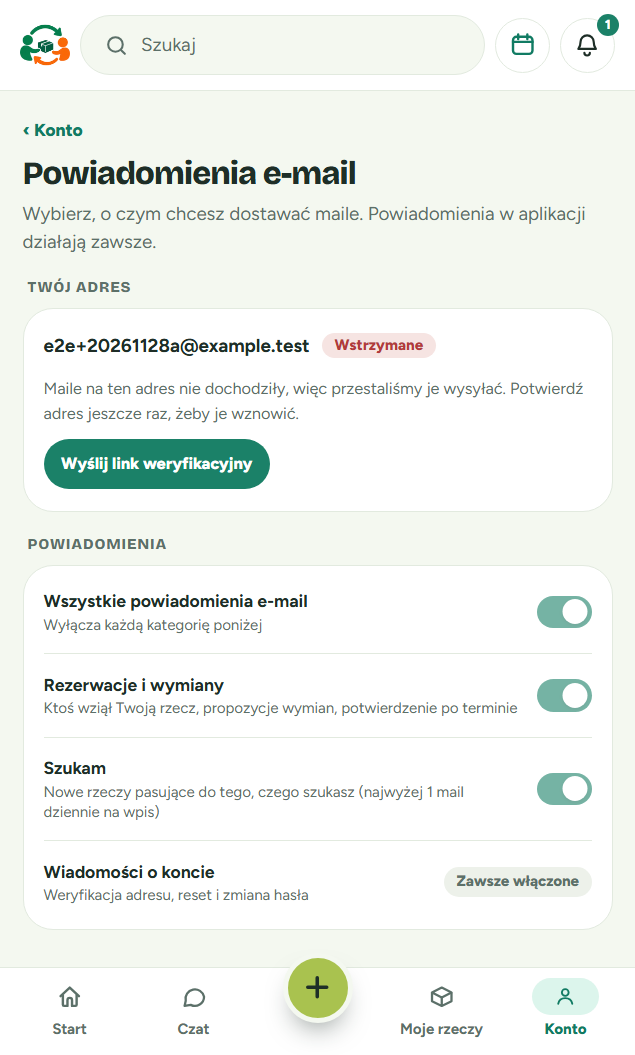 Szukaj
1
‹ Konto
Powiadomienia e-mail
Wybierz, o czym chcesz dostawać maile. Powiadomienia w aplikacji
działają zawsze.
TWÓJ ADRES
e2e+20261128a@example.test Wstrzymane
Maile na ten adres nie dochodziły, więc przestaliśmy je wysyłać. Potwierdź
adres jeszcze raz, żeby je wznowić.
Wyślij link weryfikacyjny
POWIADOMIENIA
Wszystkie powiadomienia e-mail
Wyłącza każdą kategorię poniżej
Rezerwacje i wymiany
Ktoś wziął Twoją rzecz, propozycje wymian, potwierdzenie po terminie
Szukam
Nowe rzeczy pasujące do tego, czego szukasz (najwyżej 1 mail
dziennie na wpis)
Wiadomości o koncie
Weryfikacja adresu, reset i zmiana hasła
Zawsze włączone
Start
Czat
Moje rzeczy
Konto